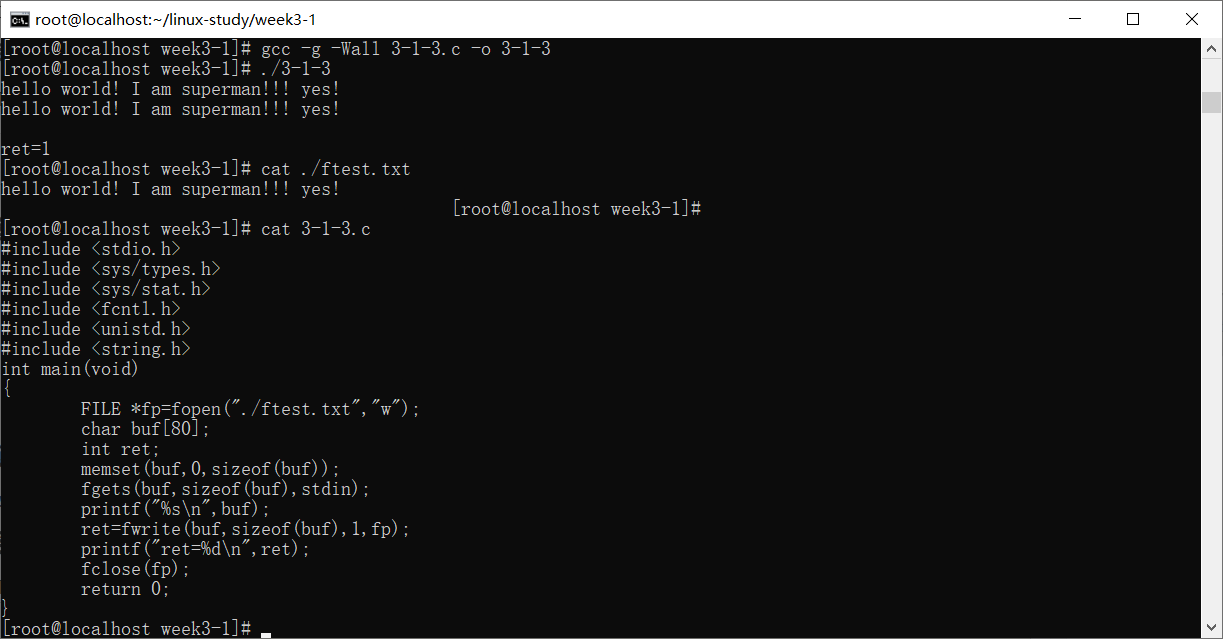 root@localhost:~/linux-study/week3-1
[root@localhost week3-1]# gcc -g -Wall 3-1-3.c -o 3-1-3
[root@localhost week3-1]# ./3-1-3
hello world! I am superman!!! yes!
hello world! I am superman!!! yes!

ret=1
[root@localhost week3-1]# cat ./ftest.txt
hello world! I am superman!!! yes!
                                             [root@localhost week3-1]#
[root@localhost week3-1]# cat 3-1-3.c
#include <stdio.h>
#include <sys/types.h>
#include <sys/stat.h>
#include <fcntl.h>
#include <unistd.h>
#include <string.h>
int main(void)
{
        FILE *fp=fopen("./ftest.txt","w");
        char buf[80];
        int ret;
        memset(buf,0,sizeof(buf));
        fgets(buf,sizeof(buf),stdin);
        printf("%s\n",buf);
        ret=fwrite(buf,sizeof(buf),1,fp);
        printf("ret=%d\n",ret);
        fclose(fp);
        return 0;
}
[root@localhost week3-1]#